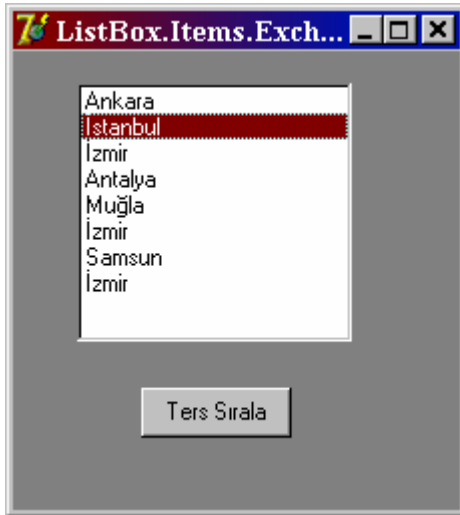 ListBox.Items.Exch...
Ankara
İstanbul
İzmir
Antalya
Muğla
İzmir
Samsun
İzmir
Ters Sırala